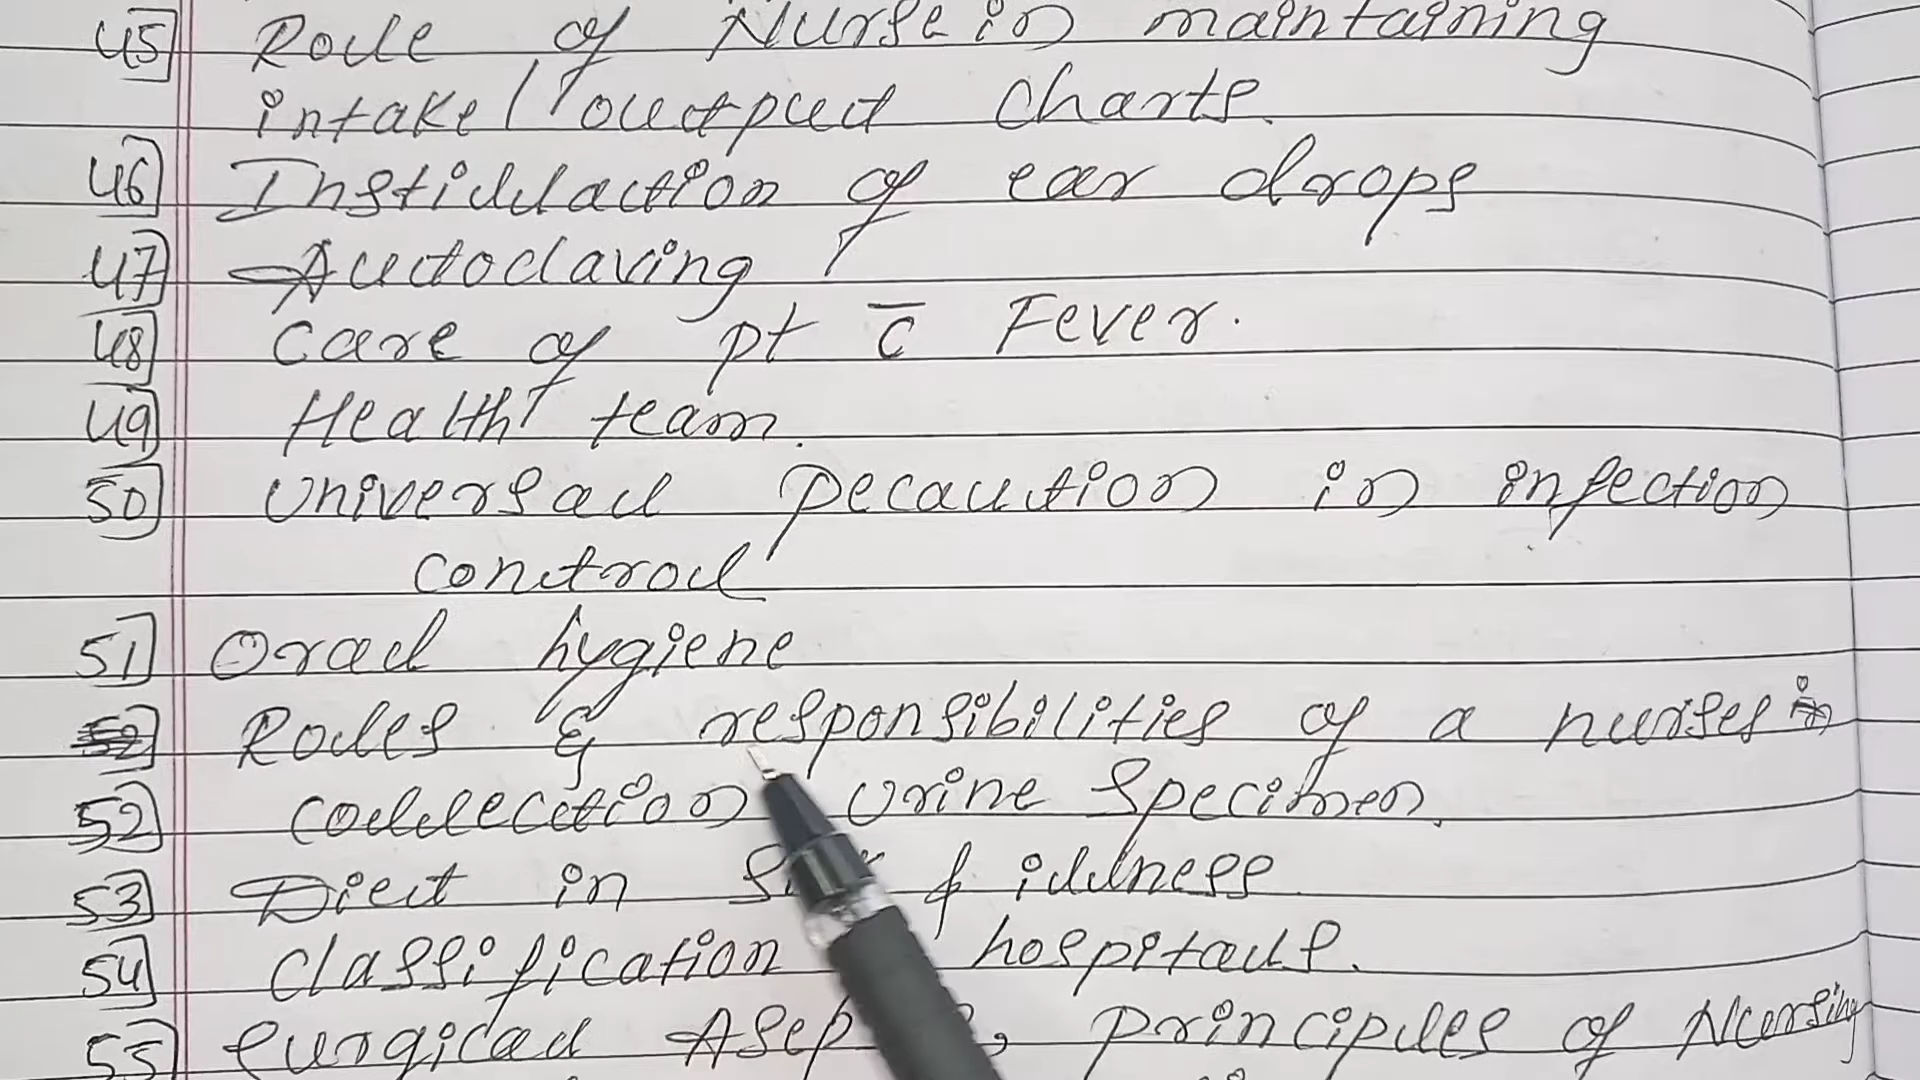 45 Role of Nurse in maintaining
intake/output charts.
46 Instillation of ear drops
47 Autoclaving
48 care of pt c̅ Fever.
49 Health team.
50 Universal Pecaution in infection
control
51 Oral hygiene
52 Roles & responsibilities of a nurses in
52 collection Urine Specimen.
53 Diet in & illness
54 classification hospitals.
55 Surgical , Principles of Nursing